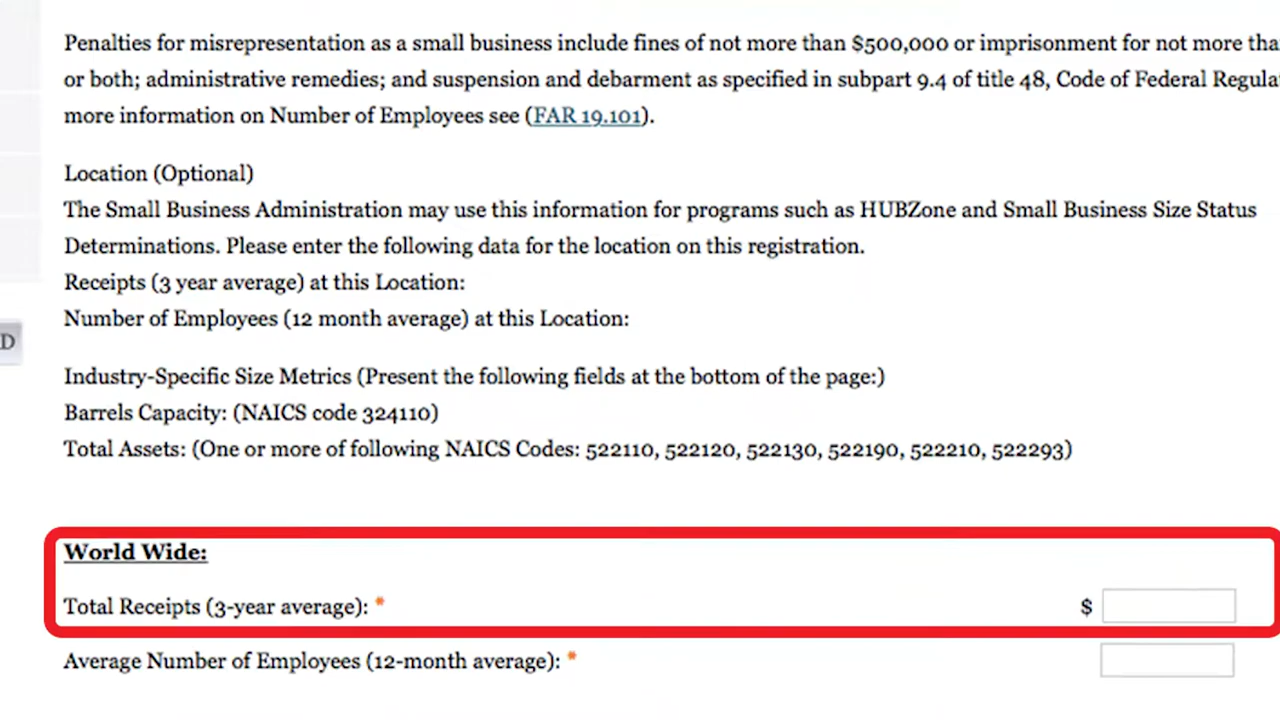 Penalties for misrepresentation as a small business include fines of not more than $500,000 or imprisonment for not more
or both; administrative remedies; and suspension and debarment as specified in subpart 9.4 of title 48, Code of Federal
more information on Number of Employees see (FAR 19.101).
Location (Optional)
The Small Business Administration may use this information for programs such as HUBZone and Small Business Size Status
Determinations. Please enter the following data for the location on this registration.
Receipts (3 year average) at this Location:
Number of Employees (12 month average) at this Location:
D
Industry-Specific Size Metrics (Present the following fields at the bottom of the page:)
Barrels Capacity: (NAICS code 324110)
Total Assets: (One or more of following NAICS Codes: 522110, 522120, 522130, 522190, 522210, 522293)
World Wide:
Total Receipts (3-year average): * $
Average Number of Employees (12-month average): *